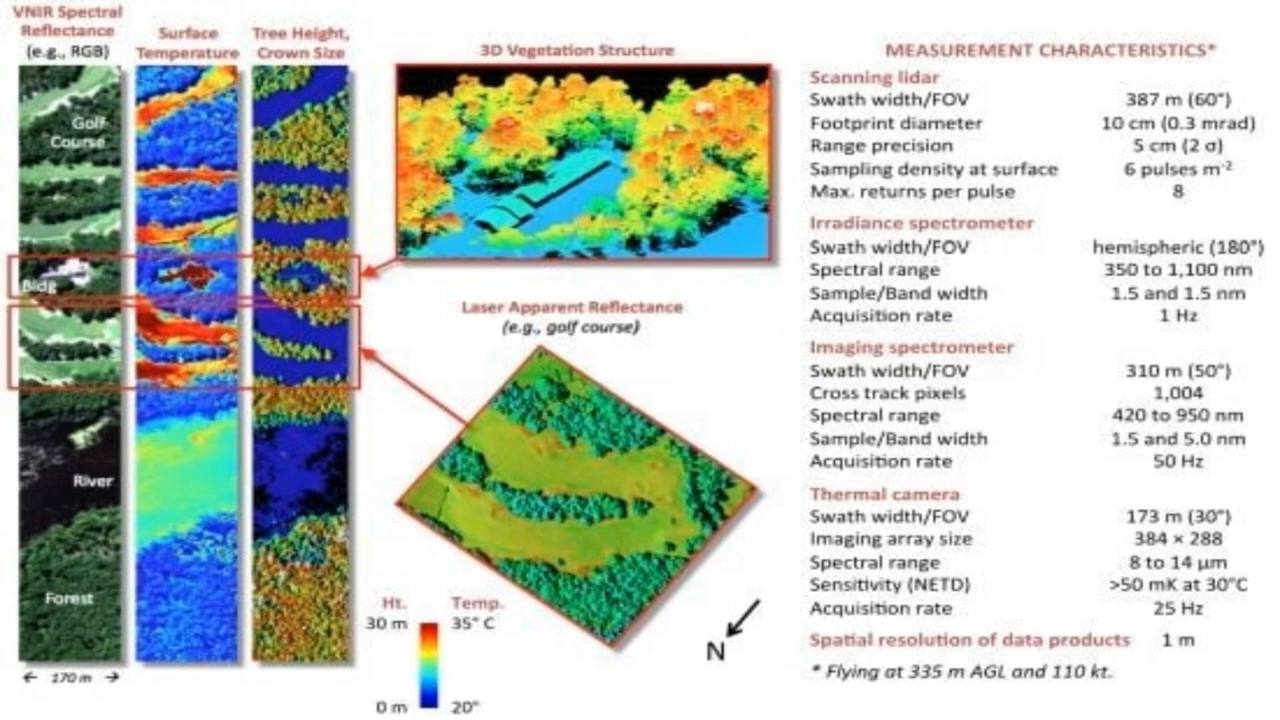 VNIR Spectral
Reflectance
(e.g., RGB)
Surface
Temperature
Tree Height,
Crown Size
Golf
Course
Bldg
River
Forest
← 170 m →
3D Vegetation Structure
Laser Apparent Reflectance
(e.g., golf course)
Ht. Temp.
30 m 35° C
0 m 20°
N
MEASUREMENT CHARACTERISTICS*
Scanning lidar
Swath width/FOV 387 m (60°)
Footprint diameter 10 cm (0.3 mrad)
Range precision 5 cm (2 σ)
Sampling density at surface 6 pulses m⁻²
Max. returns per pulse 8
Irradiance spectrometer
Swath width/FOV hemispheric (180°)
Spectral range 350 to 1,100 nm
Sample/Band width 1.5 and 1.5 nm
Acquisition rate 1 Hz
Imaging spectrometer
Swath width/FOV 310 m (50°)
Cross track pixels 1,004
Spectral range 420 to 950 nm
Sample/Band width 1.5 and 5.0 nm
Acquisition rate 50 Hz
Thermal camera
Swath width/FOV 173 m (30°)
Imaging array size 384 × 288
Spectral range 8 to 14 µm
Sensitivity (NETD) >50 mK at 30°C
Acquisition rate 25 Hz
Spatial resolution of data products 1 m
* Flying at 335 m AGL and 110 kt.